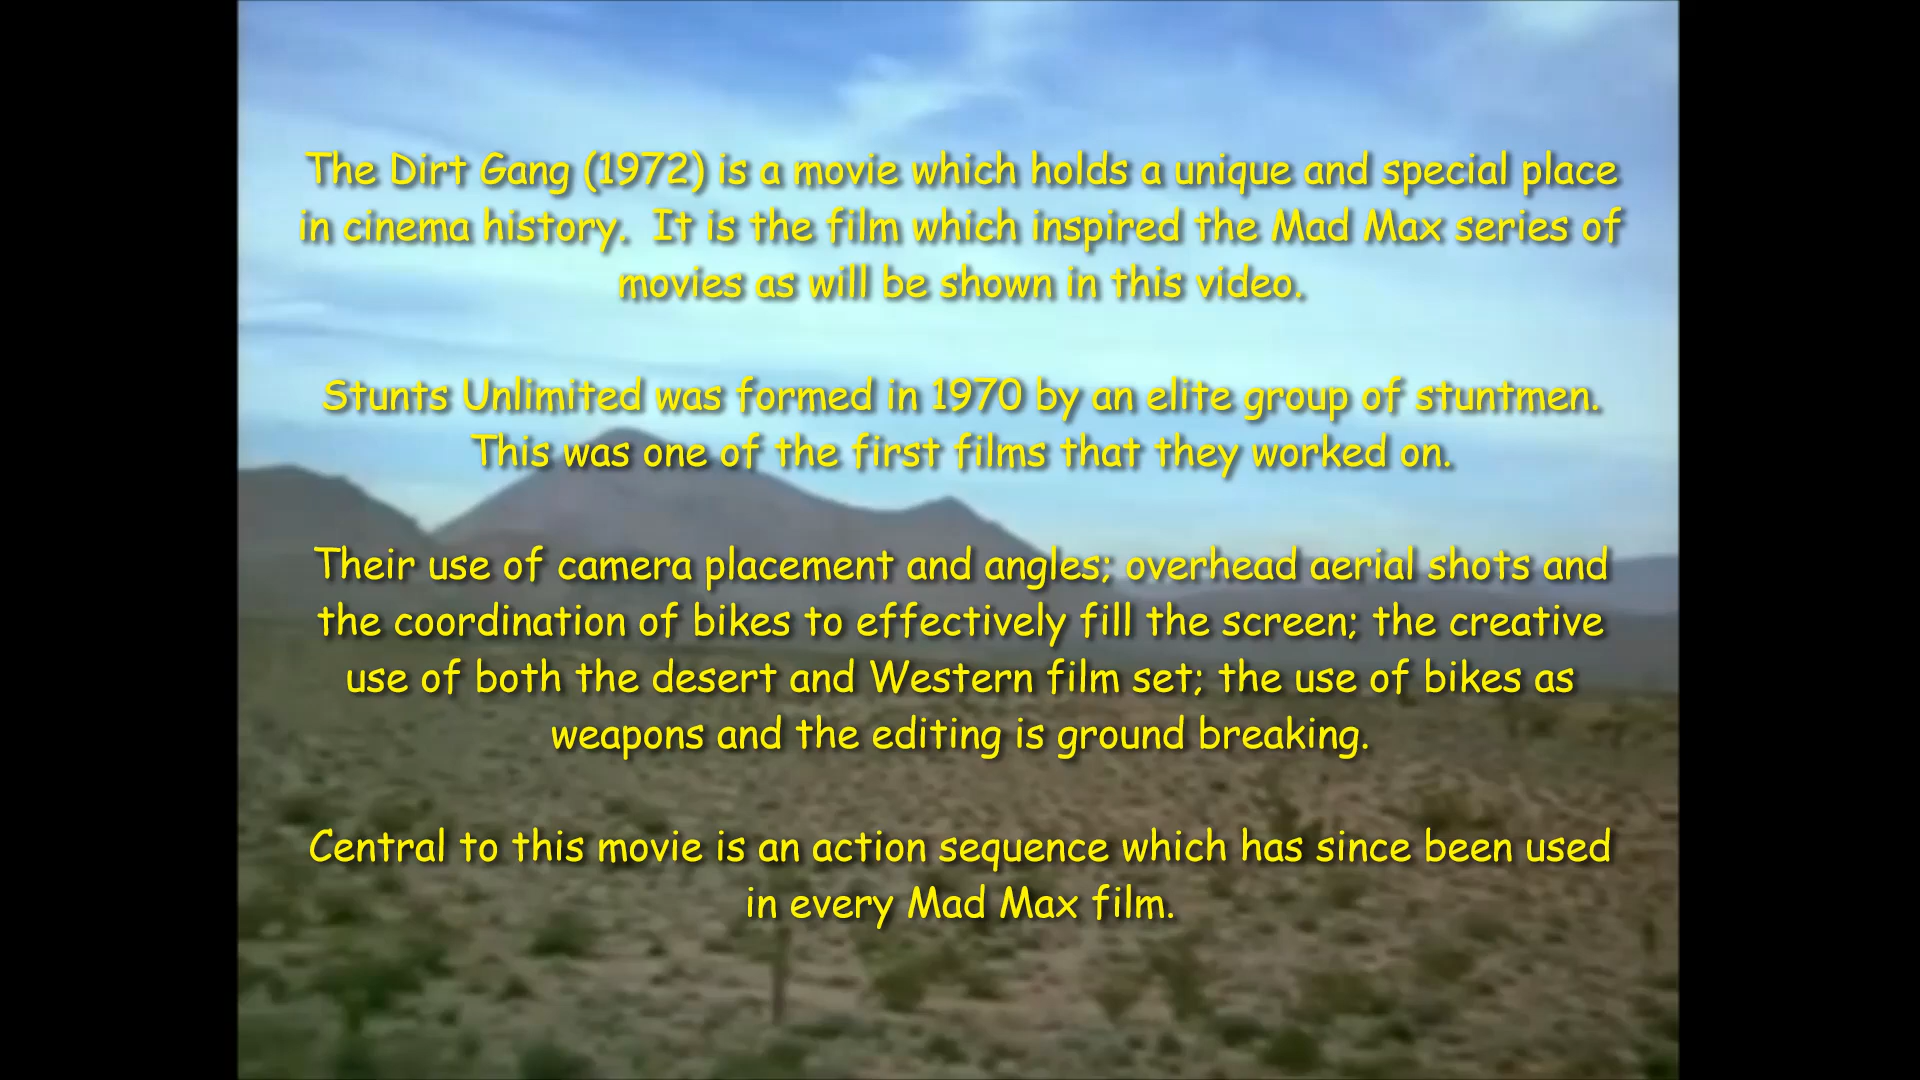 The Dirt Gang (1972) is a movie which holds a unique and special place
in cinema history.  It is the film which inspired the Mad Max series of
movies as will be shown in this video.
Stunts Unlimited was formed in 1970 by an elite group of stuntmen.
This was one of the first films that they worked on.
Their use of camera placement and angles; overhead aerial shots and
the coordination of bikes to effectively fill the screen; the creative
use of both the desert and Western film set; the use of bikes as
weapons and the editing is ground breaking.
Central to this movie is an action sequence which has since been used
in every Mad Max film.